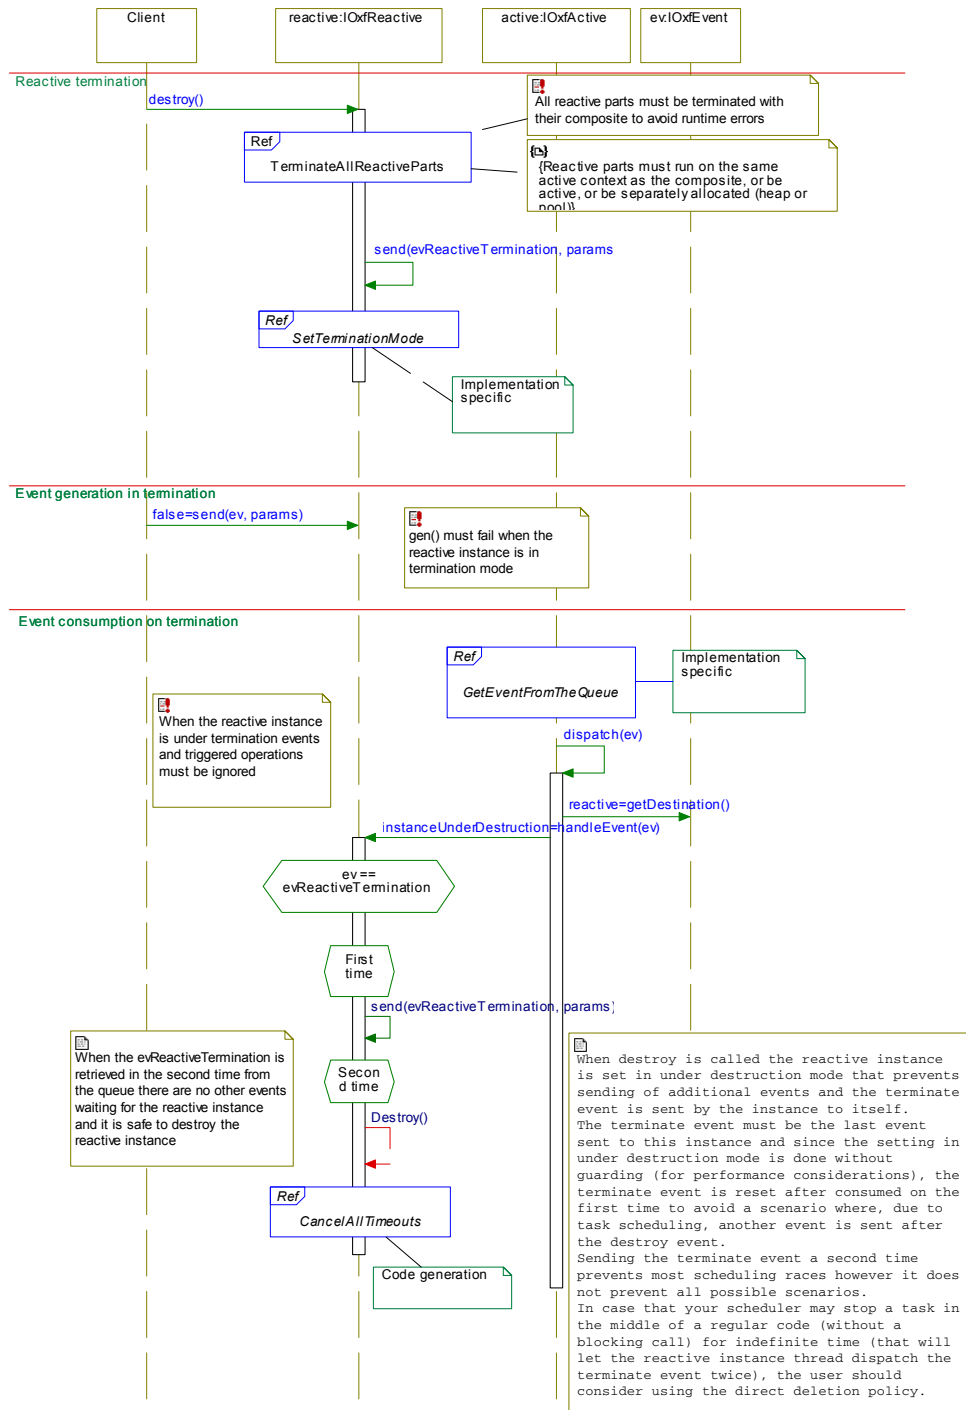 Client
reactive:IOxfReactive
active:IOxfActive
ev:IOxfEvent
Reactive termination
destroy()
All reactive parts must be terminated with
their composite to avoid runtime errors
Ref
TerminateAllReactiveParts
{Reactive parts must run on the same
active context as the composite, or be
active, or be separately allocated (heap or
pool)}
send(evReactiveTermination, params
Ref
SetTerminationMode
Implementation
specific
Event generation in termination
false=send(ev, params)
gen() must fail when the
reactive instance is in
termination mode
Event consumption on termination
Ref
GetEventFromTheQueue
Implementation
specific
When the reactive instance
is under termination events
and triggered operations
must be ignored
dispatch(ev)
reactive=getDestination()
instanceUnderDestruction=handleEvent(ev)
ev ==
evReactiveTermination
First
time
send(evReactiveTermination, params)
When the evReactiveTermination is
retrieved in the second time from
the queue there are no other events
waiting for the reactive instance
and it is safe to destroy the
reactive instance
Secon
d time
Destroy()
Ref
CancelAllTimeouts
Code generation
When destroy is called the reactive instance
is set in under destruction mode that prevents
sending of additional events and the terminate
event is sent by the instance to itself.
The terminate event must be the last event
sent to this instance and since the setting in
under destruction mode is done without
guarding (for performance considerations), the
terminate event is reset after consumed on the
first time to avoid a scenario where, due to
task scheduling, another event is sent after
the destroy event.
Sending the terminate event a second time
prevents most scheduling races however it does
not prevent all possible scenarios.
In case that your scheduler may stop a task in
the middle of a regular code (without a
blocking call) for indefinite time (that will
let the reactive instance thread dispatch the
terminate event twice), the user should
consider using the direct deletion policy.